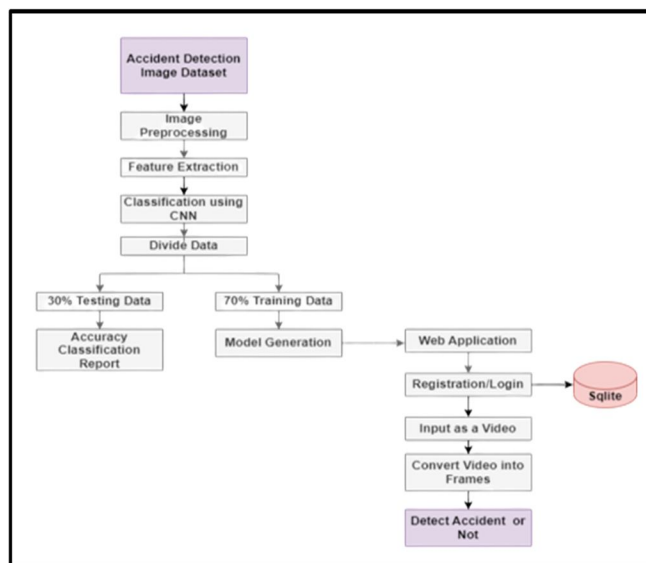 Accident Detection
Image Dataset
Image
Preprocessing
Feature Extraction
Classification using
CNN
Divide Data
30% Testing Data
70% Training Data
Accuracy
Classification
Report
Model Generation
Web Application
Registration/Login
Sqlite
Input as a Video
Convert Video into
Frames
Detect Accident or
Not